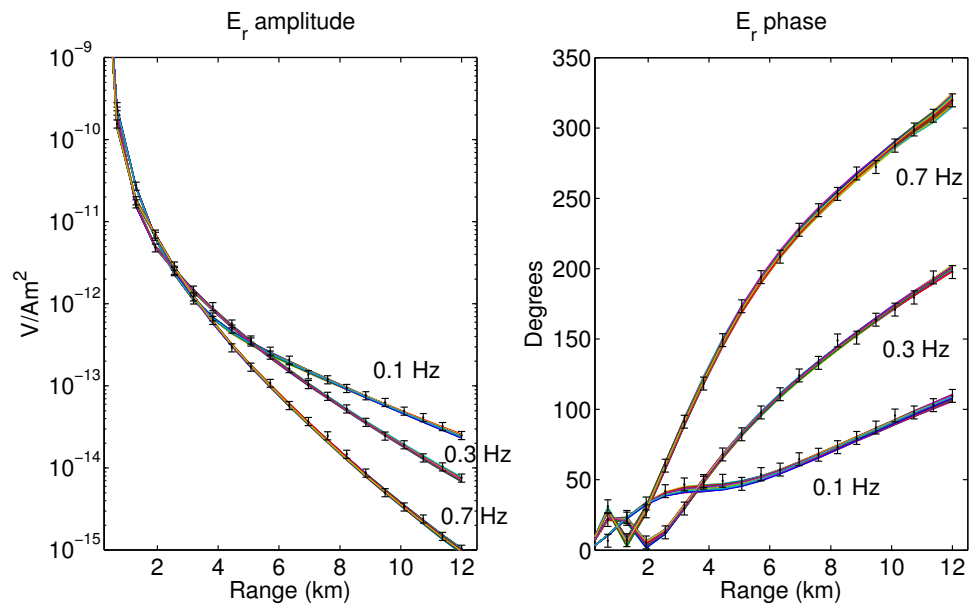 E_r amplitude
10^-9
10^-10
10^-11
10^-12
10^-13
10^-14
10^-15
V/Am^2
0.1 Hz
0.3 Hz
0.7 Hz
2 4 6 8 10 12
Range (km)
E_r phase
350
300
250
200
150
100
50
0
Degrees
0.7 Hz
0.3 Hz
0.1 Hz
2 4 6 8 10 12
Range (km)